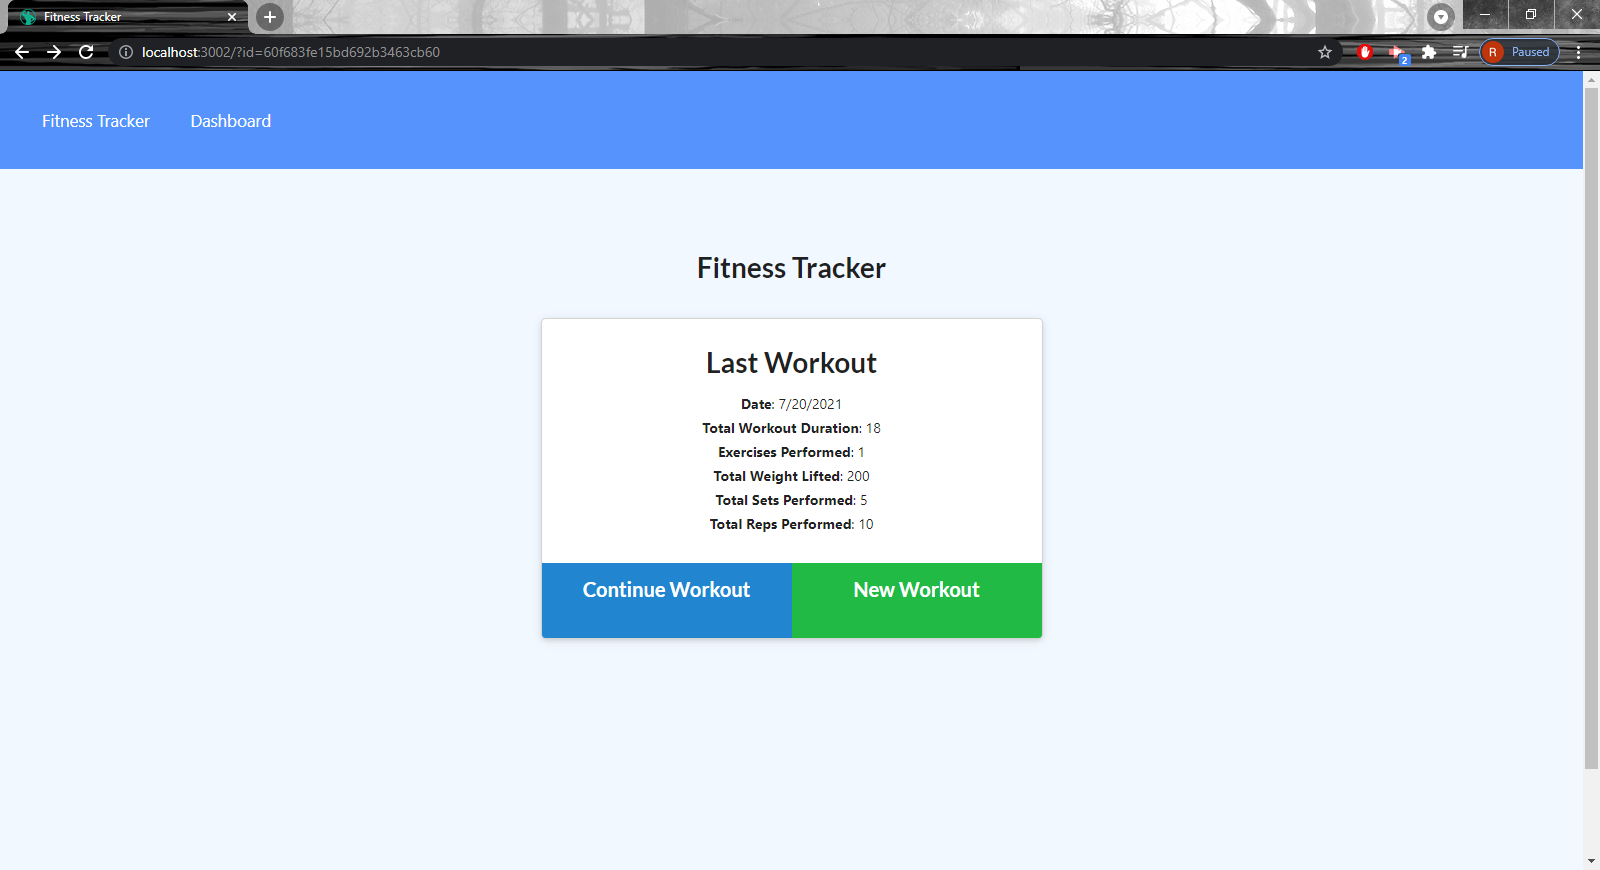 Fitness Tracker
localhost:3002/?id=60f683fe15bd692b3463cb60
2
R
Paused
Fitness Tracker Dashboard
Fitness Tracker
Last Workout
Date: 7/20/2021
Total Workout Duration: 18
Exercises Performed: 1
Total Weight Lifted: 200
Total Sets Performed: 5
Total Reps Performed: 10
Continue Workout New Workout